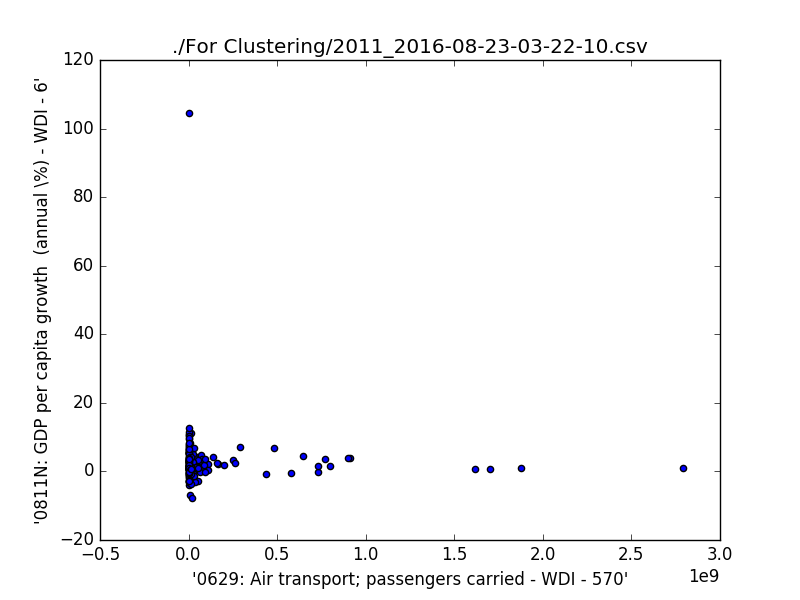 ./For Clustering/2011_2016-08-23-03-22-10.csv
120
100
80
60
40
20
0
−20
'0811N: GDP per capita growth  (annual \%) - WDI - 6'
−0.5 0.0 0.5 1.0 1.5 2.0 2.5 3.0
1e9
'0629: Air transport; passengers carried - WDI - 570'